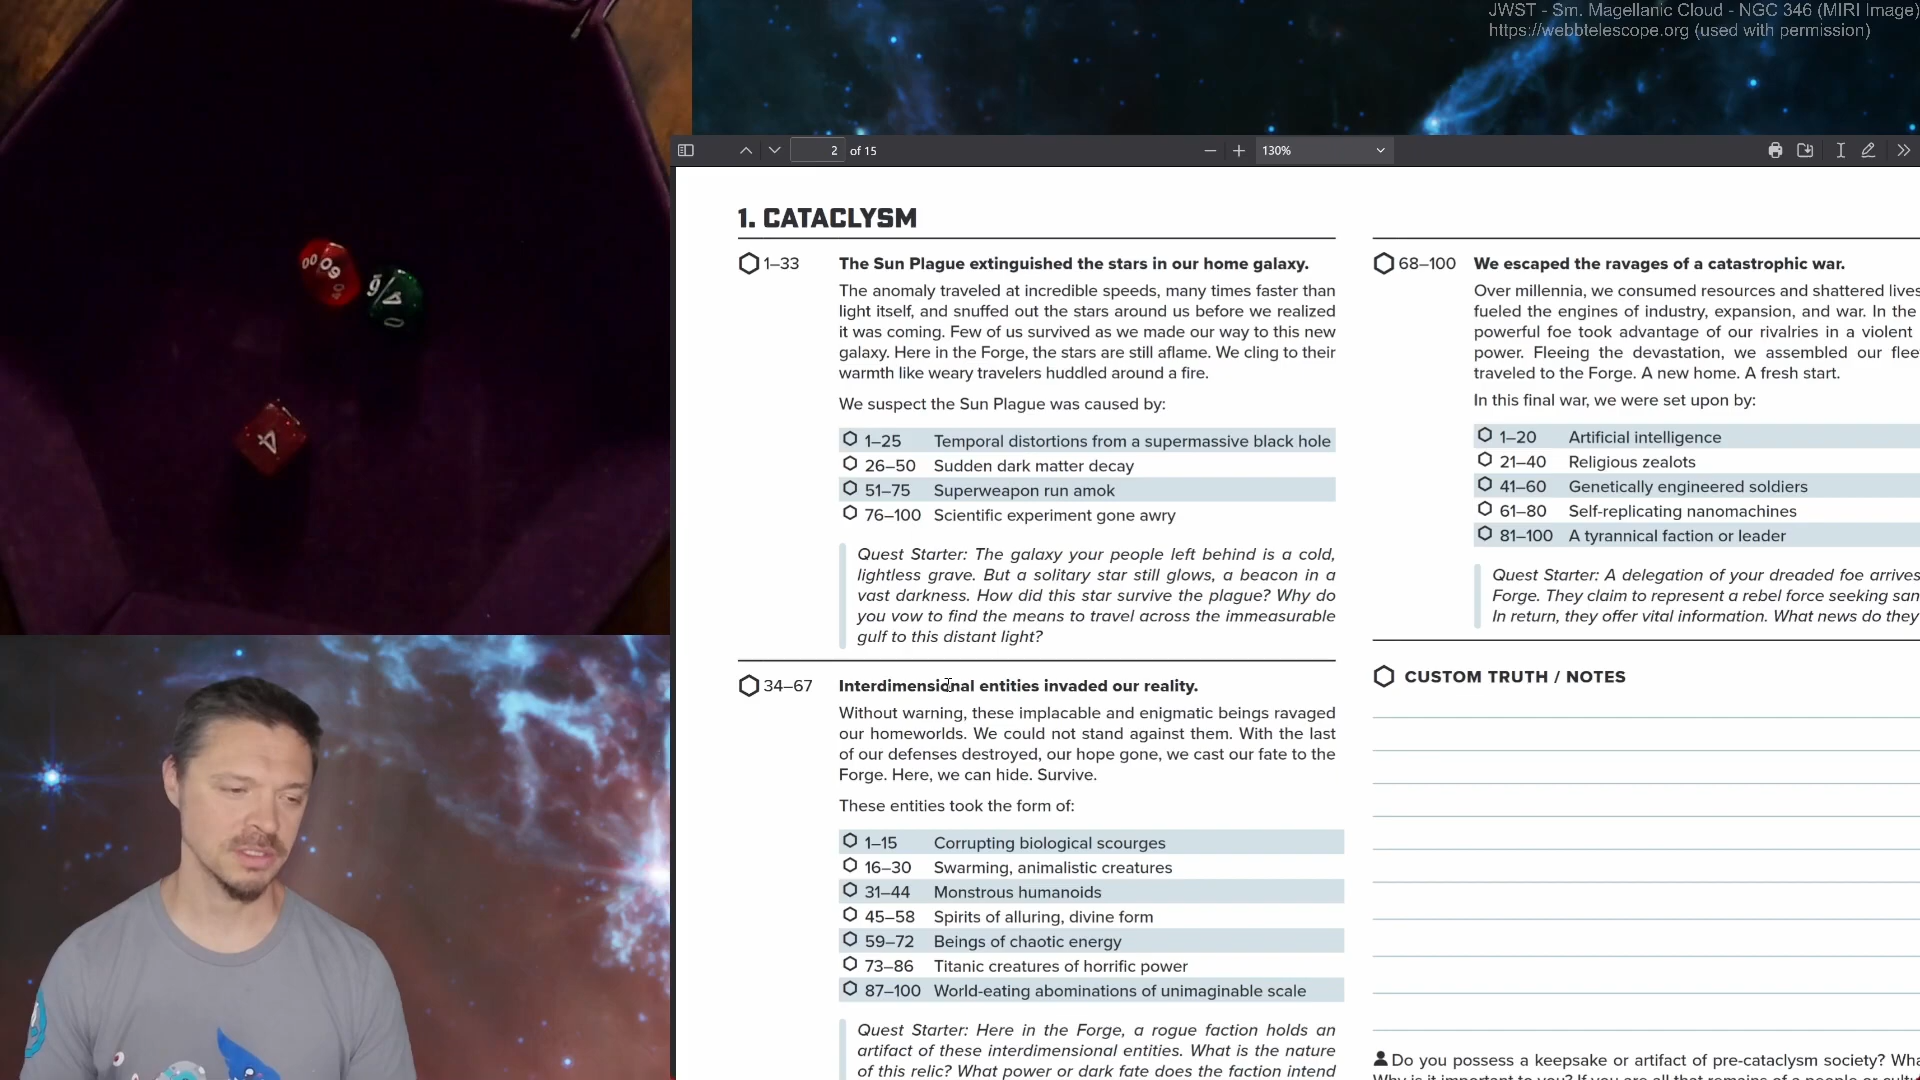 JWST - Sm. Magellanic Cloud - NGC 346 (MIRI Image)
https://webbtelescope.org (used with permission)
2 of 15
130%
1. CATACLYSM
1–33 The Sun Plague extinguished the stars in our home galaxy.
The anomaly traveled at incredible speeds, many times faster than
light itself, and snuffed out the stars around us before we realized
it was coming. Few of us survived as we made our way to this new
galaxy. Here in the Forge, the stars are still aflame. We cling to their
warmth like weary travelers huddled around a fire.
We suspect the Sun Plague was caused by:
1–25 Temporal distortions from a supermassive black hole
26–50 Sudden dark matter decay
51–75 Superweapon run amok
76–100 Scientific experiment gone awry
Quest Starter: The galaxy your people left behind is a cold,
lightless grave. But a solitary star still glows, a beacon in a
vast darkness. How did this star survive the plague? Why do
you vow to find the means to travel across the immeasurable
gulf to this distant light?
34–67 Interdimensional entities invaded our reality.
Without warning, these implacable and enigmatic beings ravaged
our homeworlds. We could not stand against them. With the last
of our defenses destroyed, our hope gone, we cast our fate to the
Forge. Here, we can hide. Survive.
These entities took the form of:
1–15 Corrupting biological scourges
16–30 Swarming, animalistic creatures
31–44 Monstrous humanoids
45–58 Spirits of alluring, divine form
59–72 Beings of chaotic energy
73–86 Titanic creatures of horrific power
87–100 World-eating abominations of unimaginable scale
Quest Starter: Here in the Forge, a rogue faction holds an
artifact of these interdimensional entities. What is the nature
of this relic? What power or dark fate does the faction intend
68–100 We escaped the ravages of a catastrophic war.
Over millennia, we consumed resources and shattered lives
fueled the engines of industry, expansion, and war. In the
powerful foe took advantage of our rivalries in a violent
power. Fleeing the devastation, we assembled our flee
traveled to the Forge. A new home. A fresh start.
In this final war, we were set upon by:
1–20 Artificial intelligence
21–40 Religious zealots
41–60 Genetically engineered soldiers
61–80 Self-replicating nanomachines
81–100 A tyrannical faction or leader
Quest Starter: A delegation of your dreaded foe arrives
Forge. They claim to represent a rebel force seeking san
In return, they offer vital information. What news do they
CUSTOM TRUTH / NOTES
Do you possess a keepsake or artifact of pre-cataclysm society? Wha
00
60
40
4
0
4